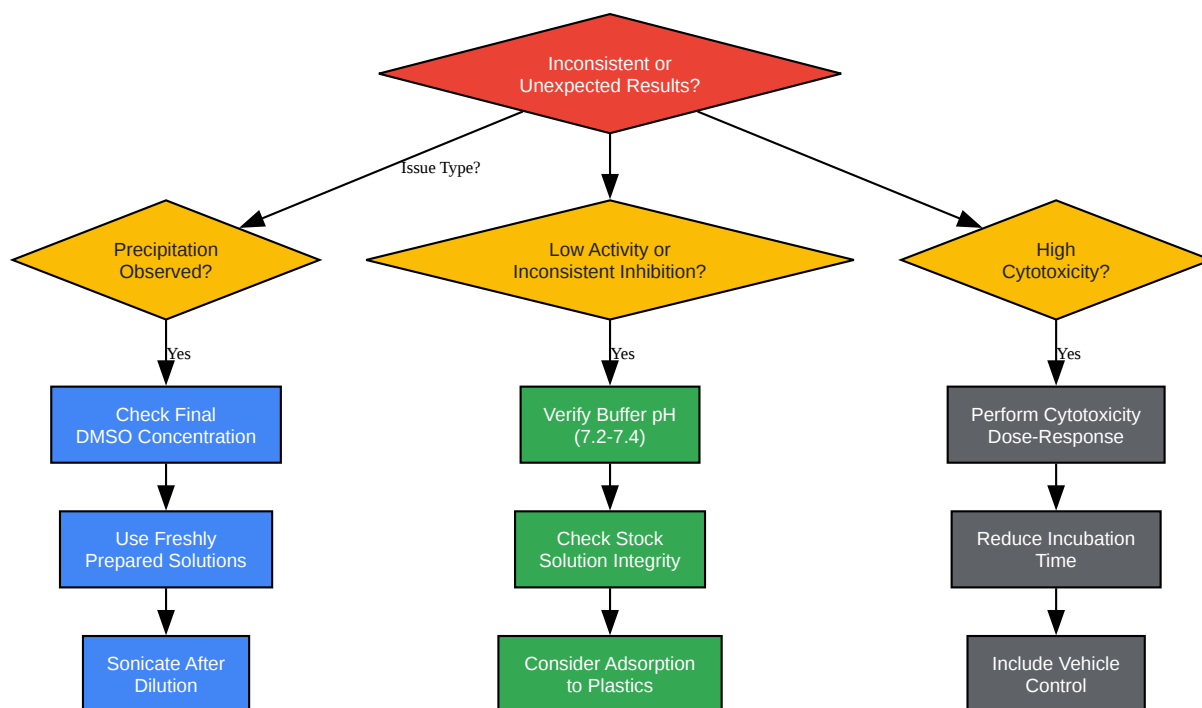 Inconsistent or
Unexpected Results?
Issue Type?
Precipitation
Observed?
Low Activity or
Inconsistent Inhibition?
High
Cytotoxicity?
Yes
Yes
Yes
Check Final
DMSO Concentration
Verify Buffer pH
(7.2-7.4)
Perform Cytotoxicity
Dose-Response
Use Freshly
Prepared Solutions
Check Stock
Solution Integrity
Reduce Incubation
Time
Sonicate After
Dilution
Consider Adsorption
to Plastics
Include Vehicle
Control